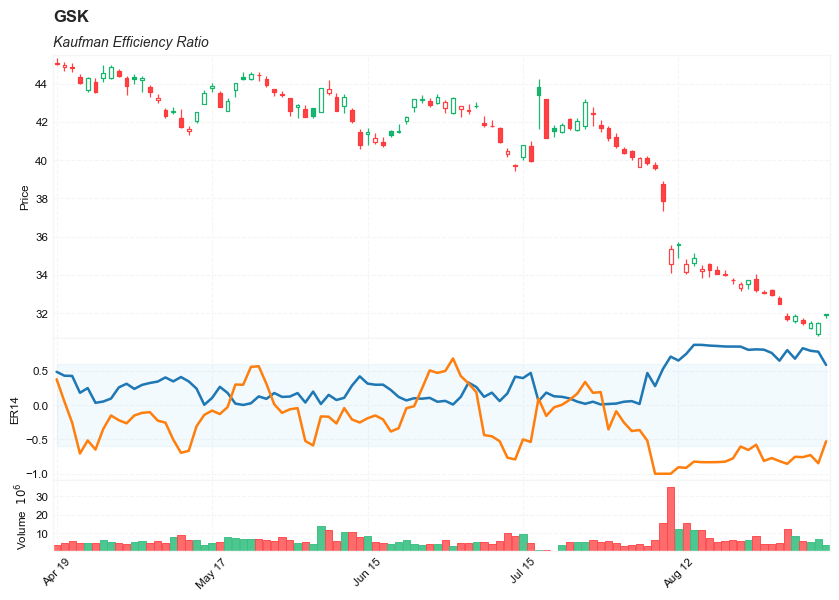 GSK
Kaufman Efficiency Ratio
Price
44
42
40
38
36
34
32
ER14
0.5
0.0
−0.5
−1.0
Volume 10^6
30
20
10
Apr 19
May 17
Jun 15
Jul 15
Aug 12